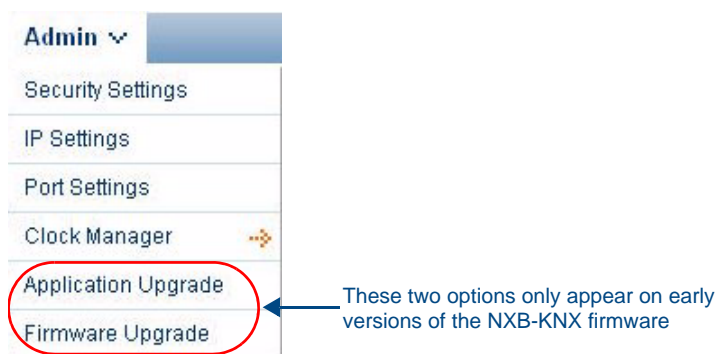 Admin
Security Settings
IP Settings
Port Settings
Clock Manager
Application Upgrade
Firmware Upgrade
These two options only appear on early
versions of the NXB-KNX firmware